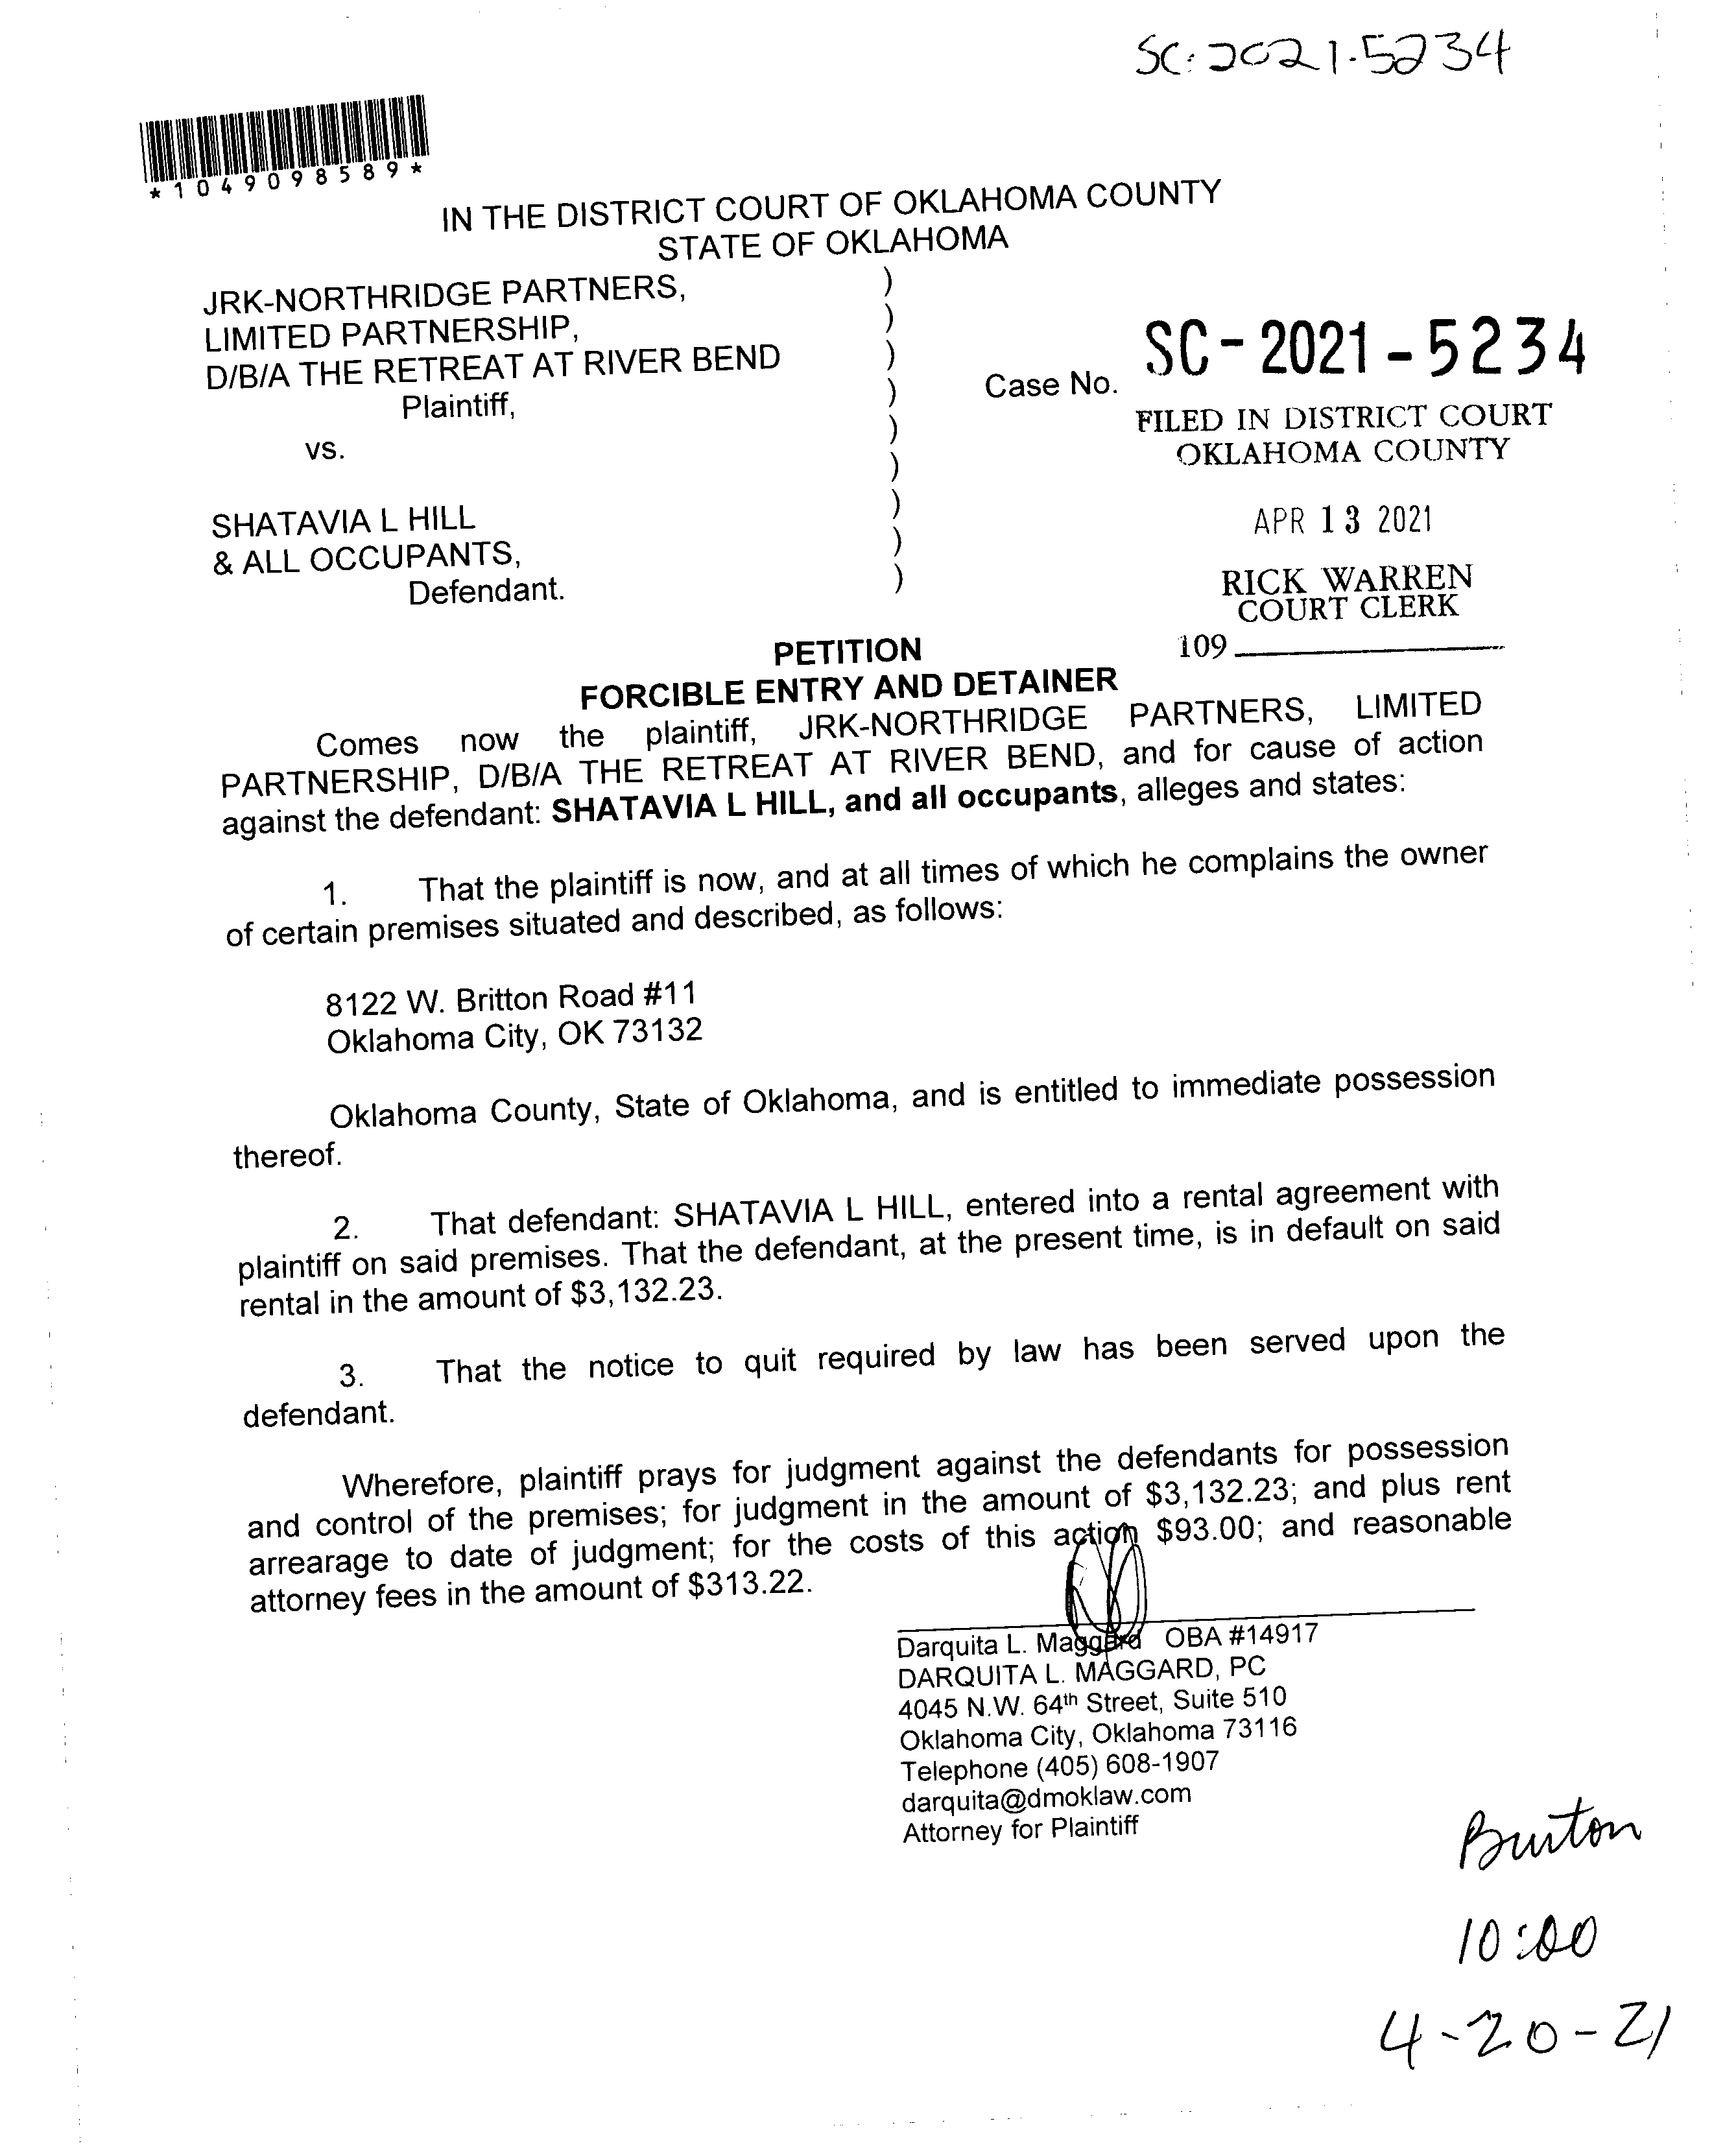 SC:2021.5234
*1049098589*
IN THE DISTRICT COURT OF OKLAHOMA COUNTY
STATE OF OKLAHOMA
JRK-NORTHRIDGE PARTNERS, )
LIMITED PARTNERSHIP, )
D/B/A THE RETREAT AT RIVER BEND )
Plaintiff, )
vs. )
)
SHATAVIA L HILL )
& ALL OCCUPANTS, )
Defendant. )
Case No. SC-2021-5234
FILED IN DISTRICT COURT
OKLAHOMA COUNTY
APR 13 2021
RICK WARREN
COURT CLERK
109
PETITION
FORCIBLE ENTRY AND DETAINER
Comes now the plaintiff, JRK-NORTHRIDGE PARTNERS, LIMITED
PARTNERSHIP, D/B/A THE RETREAT AT RIVER BEND, and for cause of action
against the defendant: SHATAVIA L HILL, and all occupants, alleges and states:
1. That the plaintiff is now, and at all times of which he complains the owner
of certain premises situated and described, as follows:
8122 W. Britton Road #11
Oklahoma City, OK 73132
Oklahoma County, State of Oklahoma, and is entitled to immediate possession
thereof.
2. That defendant: SHATAVIA L HILL, entered into a rental agreement with
plaintiff on said premises. That the defendant, at the present time, is in default on said
rental in the amount of $3,132.23.
3. That the notice to quit required by law has been served upon the
defendant.
Wherefore, plaintiff prays for judgment against the defendants for possession
and control of the premises; for judgment in the amount of $3,132.23; and plus rent
arrearage to date of judgment; for the costs of this action $93.00; and reasonable
attorney fees in the amount of $313.22.
Darquita L. Maggard OBA #14917
DARQUITA L. MAGGARD, PC
4045 N.W. 64th Street, Suite 510
Oklahoma City, Oklahoma 73116
Telephone (405) 608-1907
darquita@dmoklaw.com
Attorney for Plaintiff
Burton
10:00
4-20-21